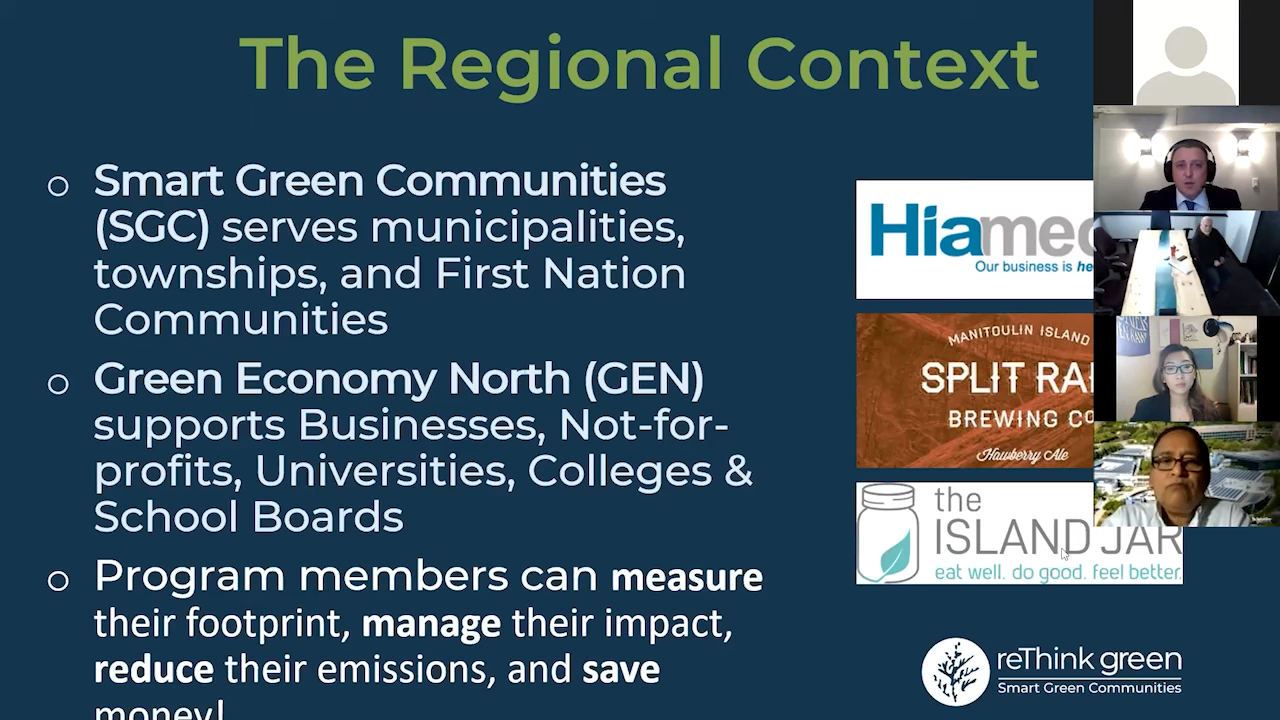 The Regional Context
Smart Green Communities
(SGC) serves municipalities,
townships, and First Nation
Communities
Green Economy North (GEN)
supports Businesses, Not-for-
profits, Universities, Colleges &
School Boards
Program members can measure
their footprint, manage their impact,
reduce their emissions, and save
money!
Our business is
MANITOULIN ISLAND
SPLIT
BREWING CO
Hawberry Ale
the
ISLAND JAR
eat well. do good. feel better.
reThink green
Smart Green Communities